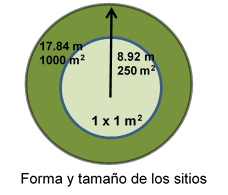 17.84 m
1000 m²
8.92 m
250 m²
1 x 1 m²
Forma y tamaño de los sitios